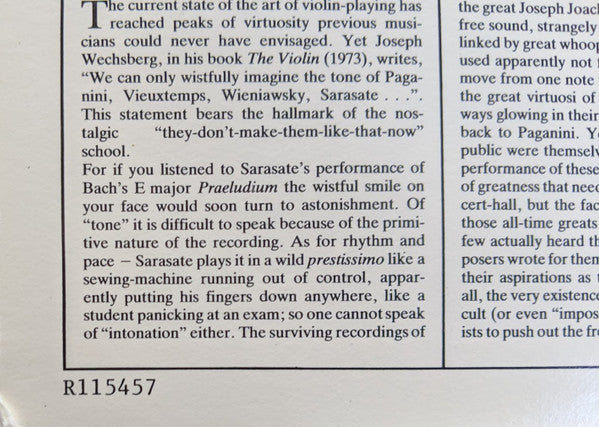 The current state of the art of violin-playing has
reached peaks of virtuosity previous musi-
cians could never have envisaged. Yet Joseph
Wechsberg, in his book The Violin (1973), writes,
“We can only wistfully imagine the tone of Paga-
nini, Vieuxtemps, Wieniawsky, Sarasate . . .”.
This statement bears the hallmark of the nos-
talgic “they-don’t-make-them-like-that-now”
school.
For if you listened to Sarasate’s performance of
Bach’s E major Praeludium the wistful smile on
your face would soon turn to astonishment. Of
“tone” it is difficult to speak because of the primi-
tive nature of the recording. As for rhythm and
pace – Sarasate plays it in a wild prestissimo like a
sewing-machine running out of control, appar-
ently putting his fingers down anywhere, like a
student panicking at an exam; so one cannot speak
of “intonation” either. The surviving recordings of
the great Joseph
free sound, strangely
linked by great
used apparently not
move from one note
the great virtuosi of
ways glowing in their
back to Paganini.
public were
performance of these
of greatness that
cert-hall, but the
those all-time greats
few actually heard
posers wrote for
their aspirations as
all, the very
cult (or even
ists to push out the
R115457